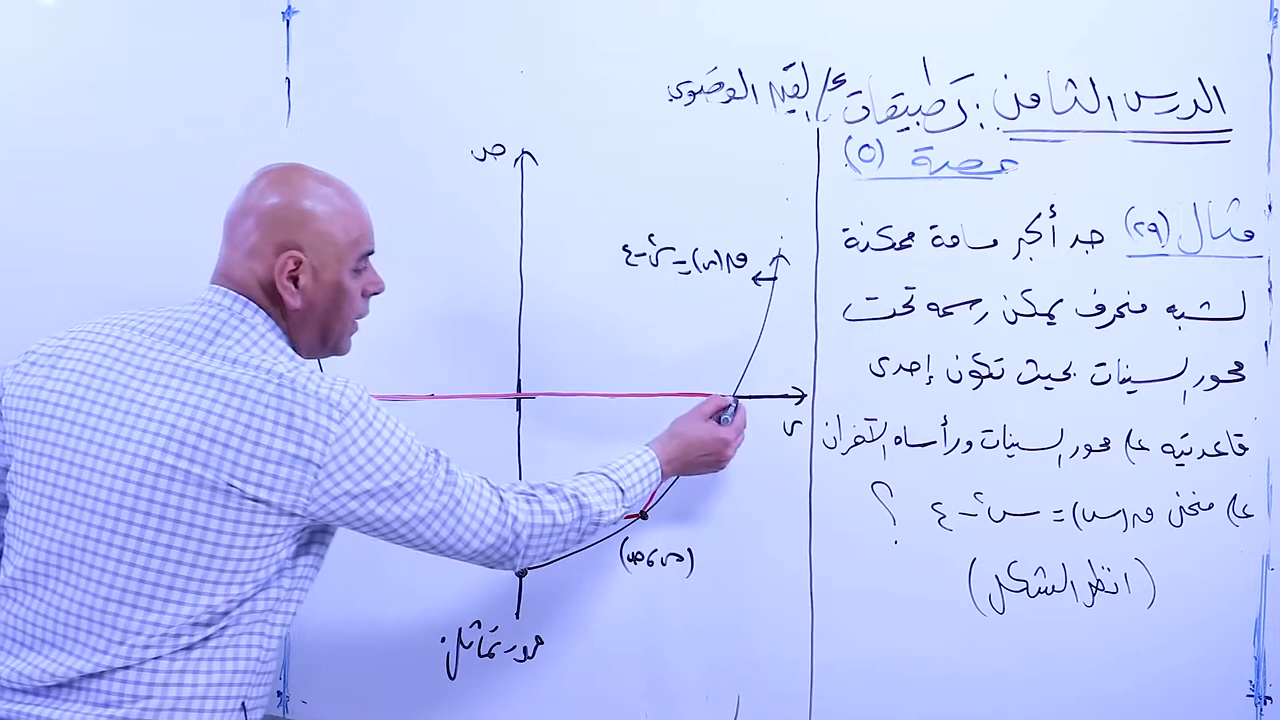 الدرس الثامن: تطبيقات ع/ القيم القصوى
حصة (٥)
مثال (٢٩) جد أكبر مساحة ممكنة
لشبه منحرف يمكن رسمه تحت
محور السينات بحيث تكون إحدى
قاعدتيه على محور السينات ورأساه الآخران
على منحنى ق(س) = س² - ٤ ؟
(انظر الشكل)
ص
ق(س) = س² - ٤
س
(س، ص)
محور تماثل